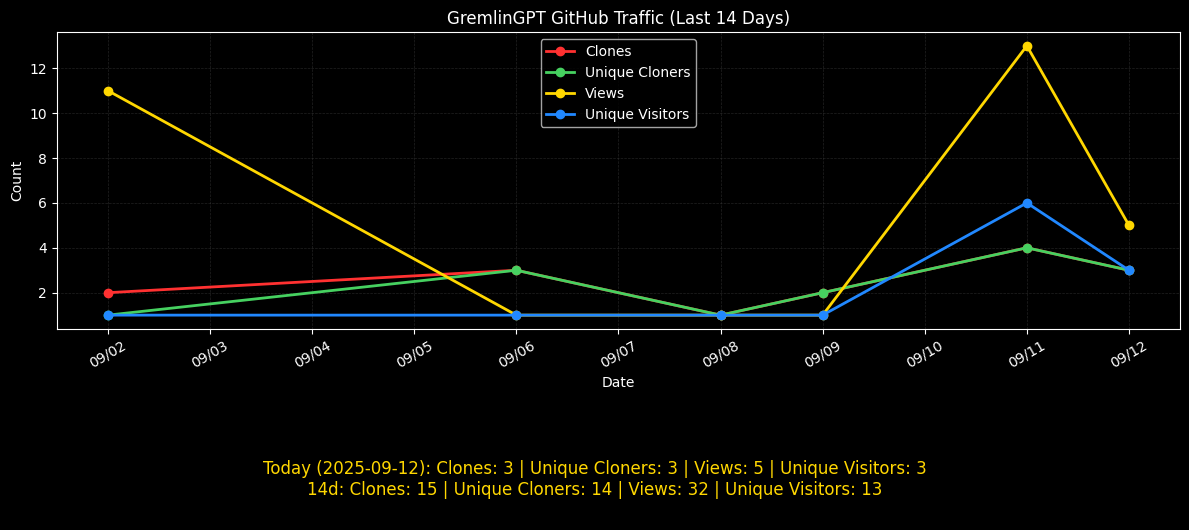 GremlinGPT GitHub Traffic (Last 14 Days)
Clones
Unique Cloners
Views
Unique Visitors
Count
12
10
8
6
4
2
09/02 09/03 09/04 09/05 09/06 09/07 09/08 09/09 09/10 09/11 09/12
Date
Today (2025-09-12): Clones: 3 | Unique Cloners: 3 | Views: 5 | Unique Visitors: 3
14d: Clones: 15 | Unique Cloners: 14 | Views: 32 | Unique Visitors: 13